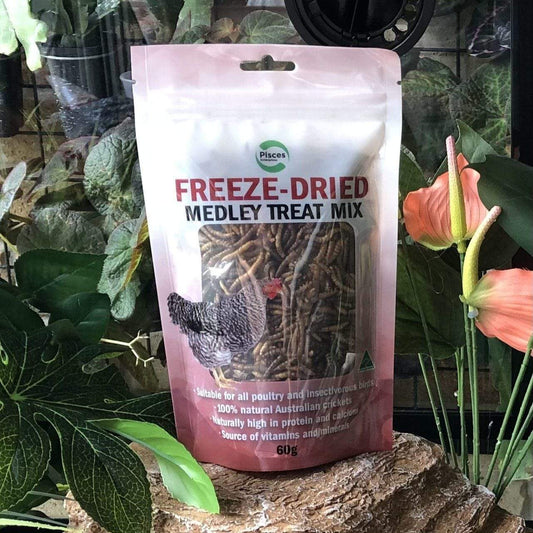 Pisces
FREEZE-DRIED
MEDLEY TREAT MIX
· Suitable for all poultry and insectivorous birds
· 100% natural Australian crickets
· Naturally high in protein and calcium
· Source of vitamins and minerals
60g